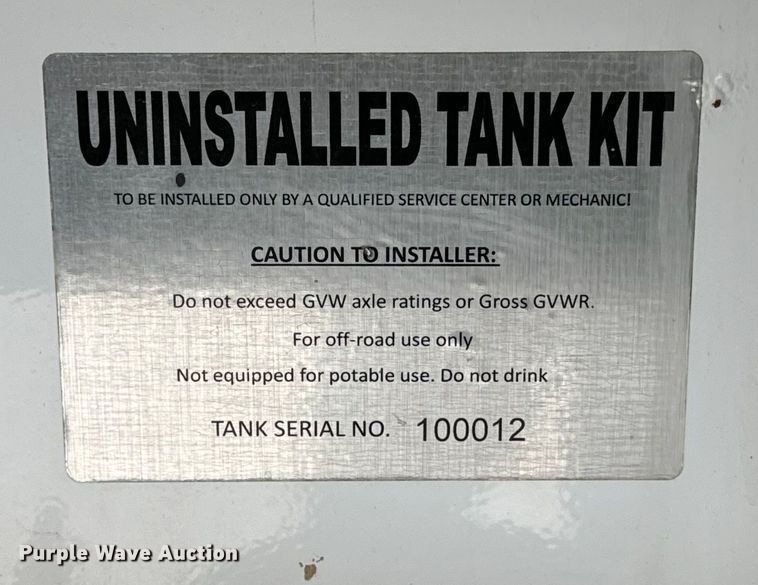 UNINSTALLED TANK KIT
TO BE INSTALLED ONLY BY A QUALIFIED SERVICE CENTER OR MECHANIC!
CAUTION TO INSTALLER:
Do not exceed GVW axle ratings or Gross GVWR.
For off-road use only
Not equipped for potable use. Do not drink
TANK SERIAL NO. 100012
Purple Wave Auction